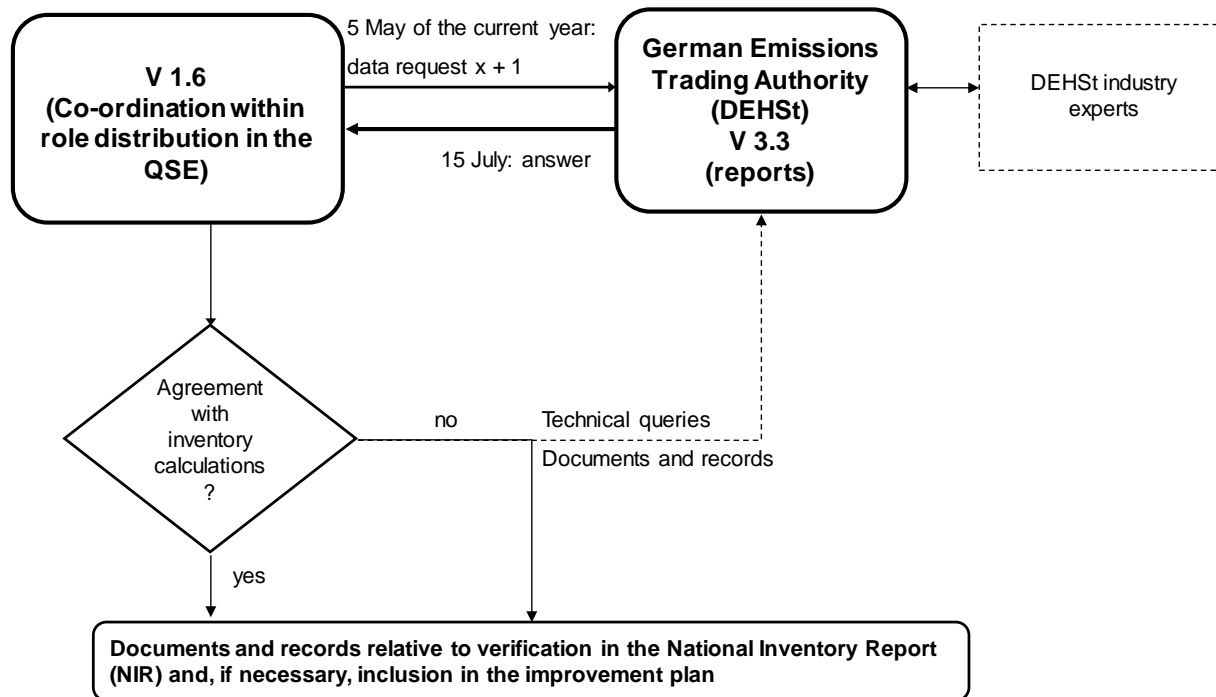 V 1.6
(Co-ordination within
role distribution in the
QSE)
5 May of the current year:
data request x + 1
15 July: answer
German Emissions
Trading Authority
(DEHSt)
V 3.3
(reports)
DEHSt industry
experts
Agreement
with
inventory
calculations
?
no
Technical queries
Documents and records
yes
Documents and records relative to verification in the National Inventory Report
(NIR) and, if necessary, inclusion in the improvement plan